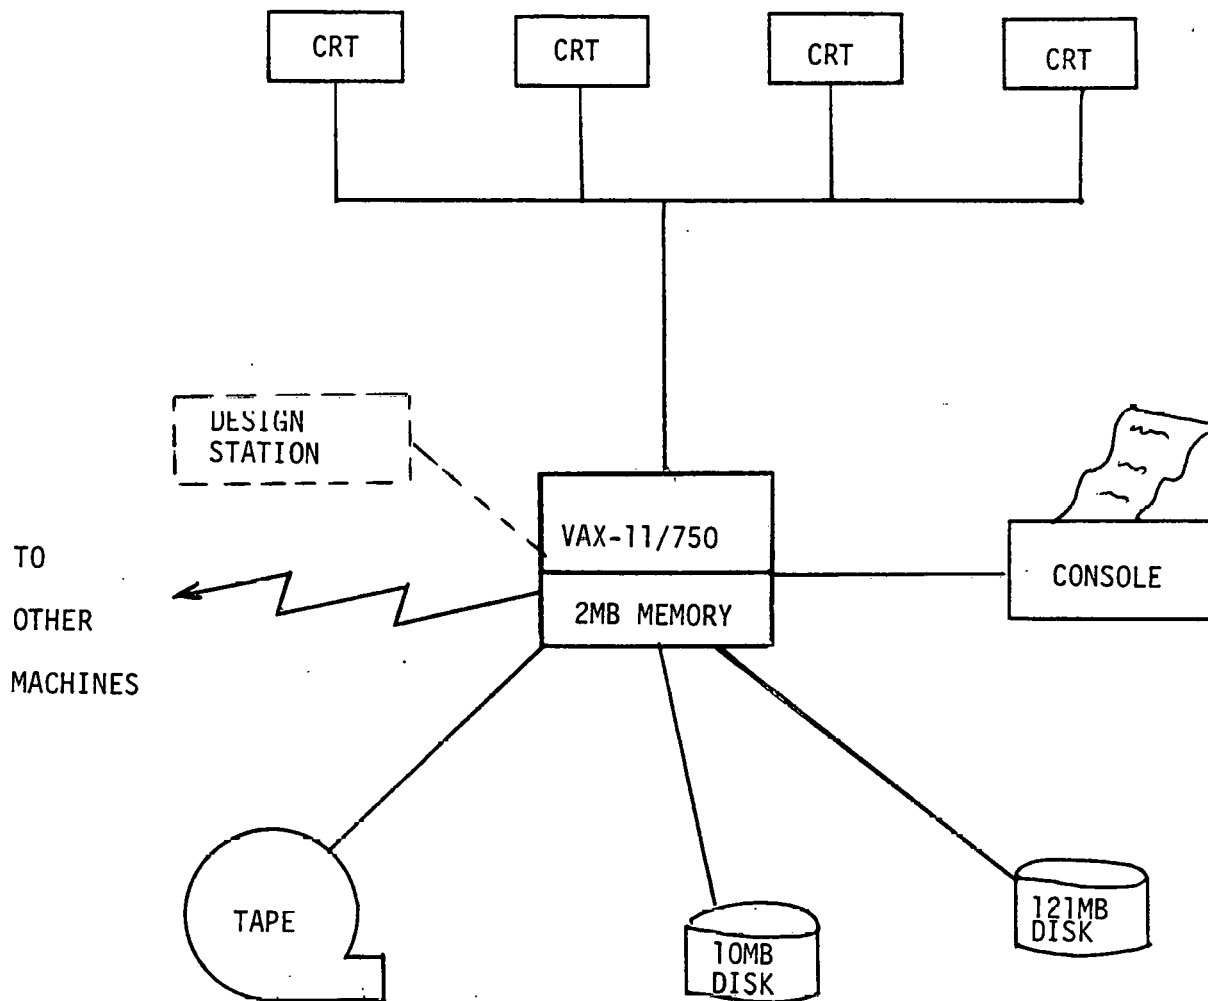 CRT
CRT
CRT
CRT
DESIGN
STATION
VAX-11/750
2MB MEMORY
CONSOLE
TO
OTHER
MACHINES
TAPE
10MB
DISK
121MB
DISK